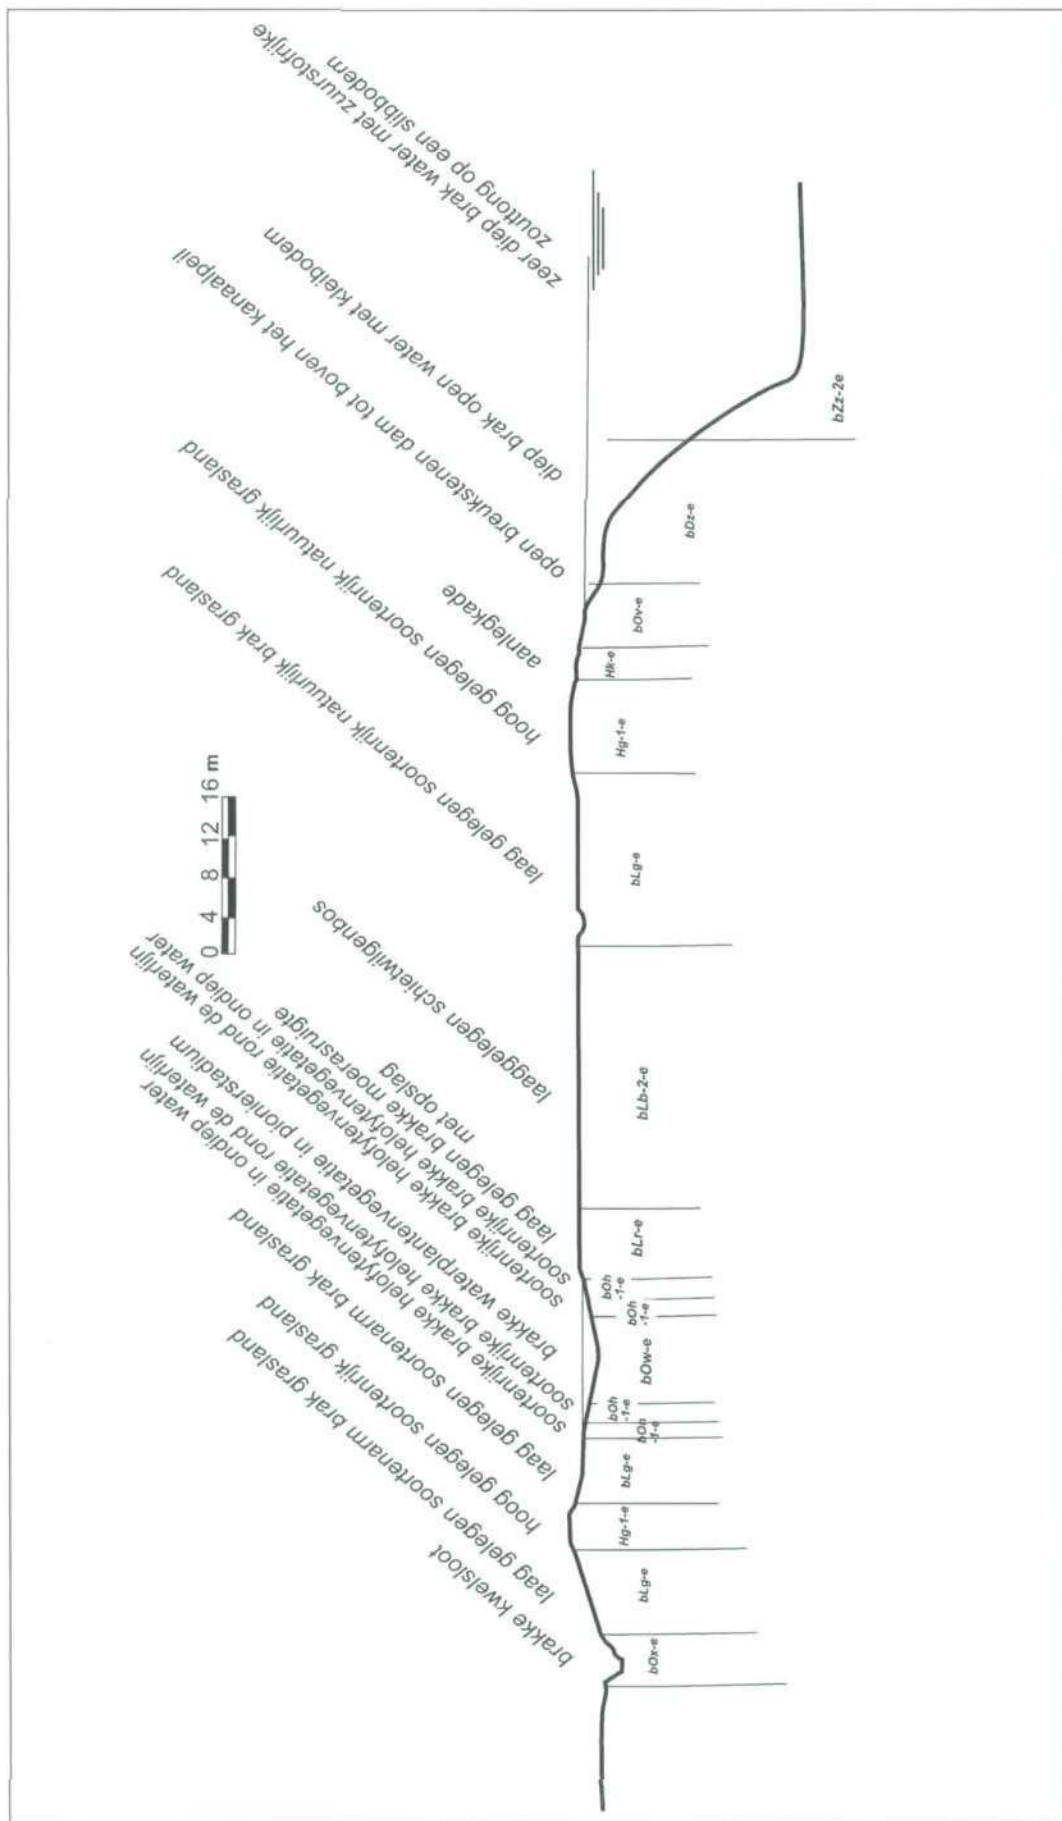 brakke kwelsloot
laag gelegen soortenarm brak grasland
hoog gelegen soortenrijk grasland
laag gelegen soortenarm brak grasland
soortenrijke brakke helofytenvegetatie in ondiep water
soortenrijke brakke helofytenvegetatie rond de waterlijn
brakke waterplantenvegetatie in pionierstadium
soortenrijke brakke helofytenvegetatie rond de waterlijn
soortenrijke brakke helofytenvegetatie in ondiep water
laag gelegen brakke moerasruigte
met opslag
laaggelegen schietwilgenbos
laag gelegen soortenrijk natuurlijk brak grasland
hoog gelegen soortenrijk natuurlijk grasland
aanlegkade
open breukstenen dam tot boven het kanaalpeil
diep brak open water met kleibodem
zeer diep brak water met zuurstofrijke
zouttong op een slibbodem
0 4 8 12 16 m
bOx-e
bLg-e
Hg-1-e
bLg-e
bOh
-1-e
bOh
-1-e
bOw-e
bOh
-1-e
bOh
-1-e
bLr-e
bLb-2-e
bLg-e
Hg-1-e
Hk-e
bOv-e
bDz-e
bZz-2e